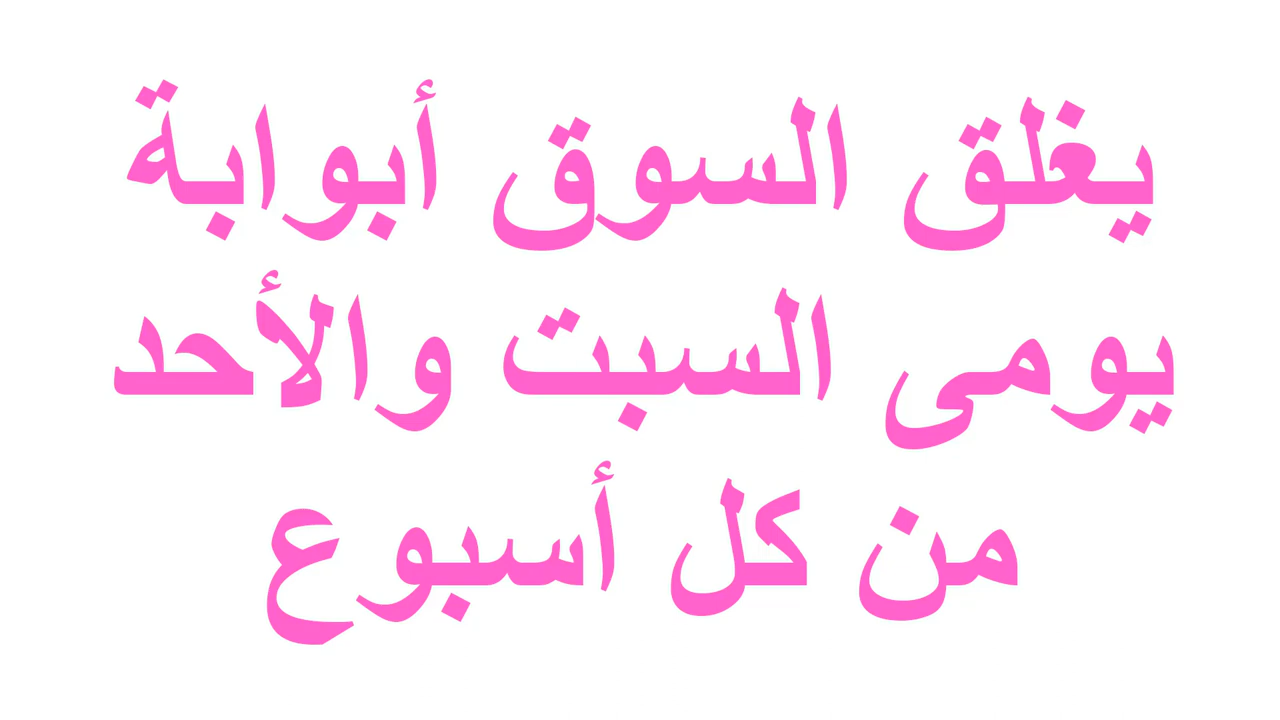 يغلق السوق أبوابة
يومى السبت والأحد
من كل أسبوع